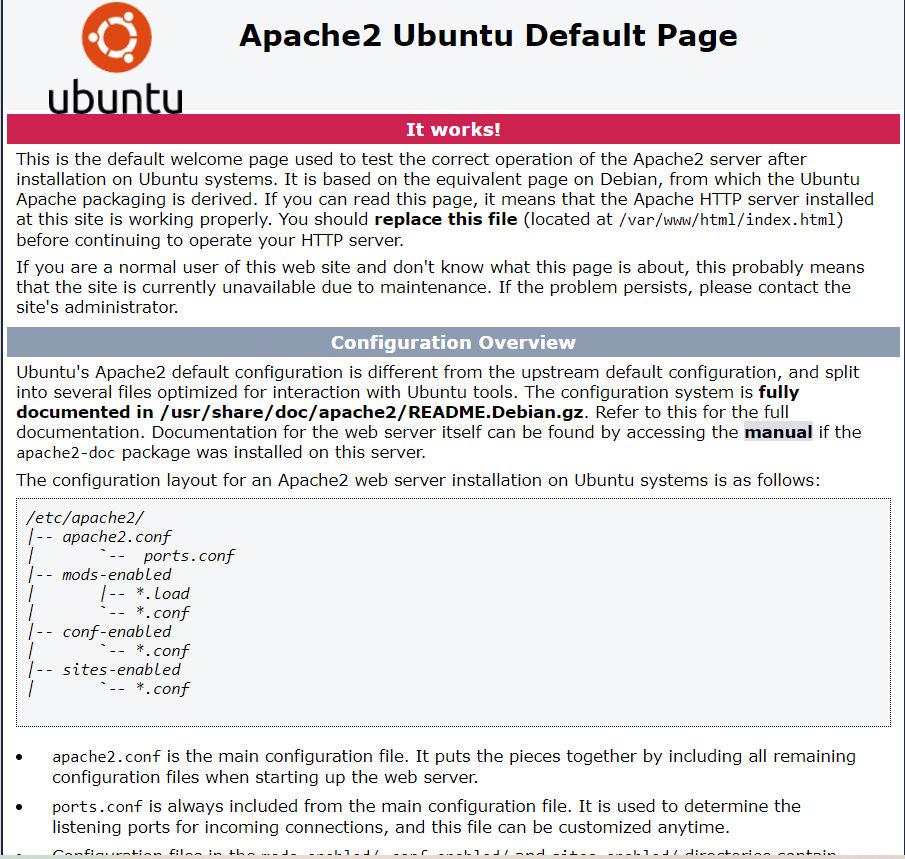 Apache2 Ubuntu Default Page
ubuntu
It works!
This is the default welcome page used to test the correct operation of the Apache2 server after
installation on Ubuntu systems. It is based on the equivalent page on Debian, from which the Ubuntu
Apache packaging is derived. If you can read this page, it means that the Apache HTTP server installed
at this site is working properly. You should replace this file (located at /var/www/html/index.html)
before continuing to operate your HTTP server.
If you are a normal user of this web site and don't know what this page is about, this probably means
that the site is currently unavailable due to maintenance. If the problem persists, please contact the
site's administrator.
Configuration Overview
Ubuntu's Apache2 default configuration is different from the upstream default configuration, and split
into several files optimized for interaction with Ubuntu tools. The configuration system is fully
documented in /usr/share/doc/apache2/README.Debian.gz. Refer to this for the full
documentation. Documentation for the web server itself can be found by accessing the manual if the
apache2-doc package was installed on this server.
The configuration layout for an Apache2 web server installation on Ubuntu systems is as follows:
/etc/apache2/
|-- apache2.conf
|       `--  ports.conf
|-- mods-enabled
|       |-- *.load
|       `-- *.conf
|-- conf-enabled
|       `-- *.conf
|-- sites-enabled
|       `-- *.conf
• apache2.conf is the main configuration file. It puts the pieces together by including all remaining
configuration files when starting up the web server.
• ports.conf is always included from the main configuration file. It is used to determine the
listening ports for incoming connections, and this file can be customized anytime.
• Configuration files in the mods-enabled/, conf-enabled/ and sites-enabled/ directories contain